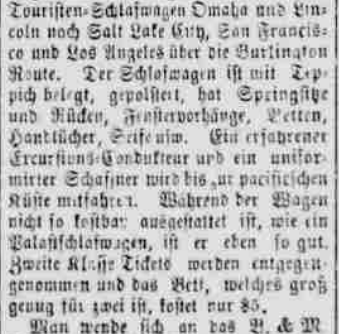 Touristen-Schlafwagen Omaha und Lin-
coln nach Salt Lake City, San Francis-
co und Los Angeles über die Burlington
Route. Der Schlafwagen ist mit Tep-
pich belegt, gepolstert, hat Springsitze
und Rücken, Fenstervorhänge, Betten,
Handtücher, Seife usw. Ein erfahrener
Excursions-Condukteur und ein unifor-
mirter Schaffner wird bis zur pacifischen
Küste mitfahren. Während der Wagen
nicht so kostbar ausgestattet ist, wie ein
Palastschlafwagen, ist er eben so gut.
Zweite Klasse Tickets werden entgegen-
genommen und das Bett, welches groß
genug für zwei ist, kostet nur $5.
Man wende sich an das B. & M.